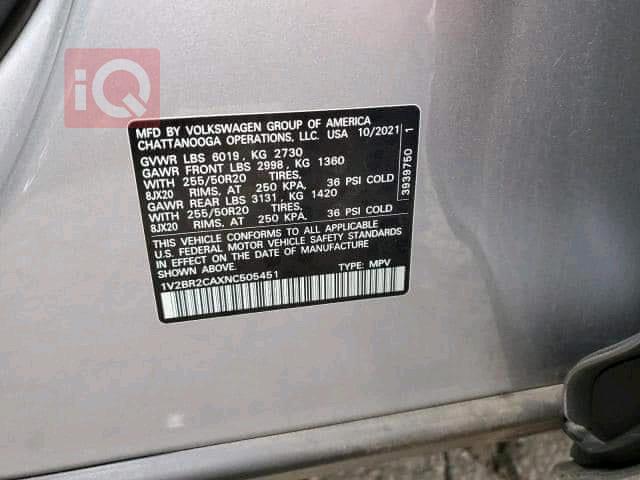 iQ
MFD BY VOLKSWAGEN GROUP OF AMERICA
CHATTANOOGA OPERATIONS, LLC. USA 10/2021
GVWR LBS 6019, KG 2730
GAWR FRONT LBS 2998, KG 1360
WITH 255/50R20 TIRES,
8JX20 RIMS, AT 250 KPA, 36 PSI COLD
GAWR REAR LBS 3131, KG 1420
WITH 255/50R20 TIRES,
8JX20 RIMS, AT 250 KPA, 36 PSI COLD
THIS VEHICLE CONFORMS TO ALL APPLICABLE
U.S. FEDERAL MOTOR VEHICLE SAFETY STANDARDS
IN EFFECT ON THE DATE OF MANUFACTURE
SHOWN ABOVE.
1V2BR2CAXNC505451 TYPE: MPV
3939750 1